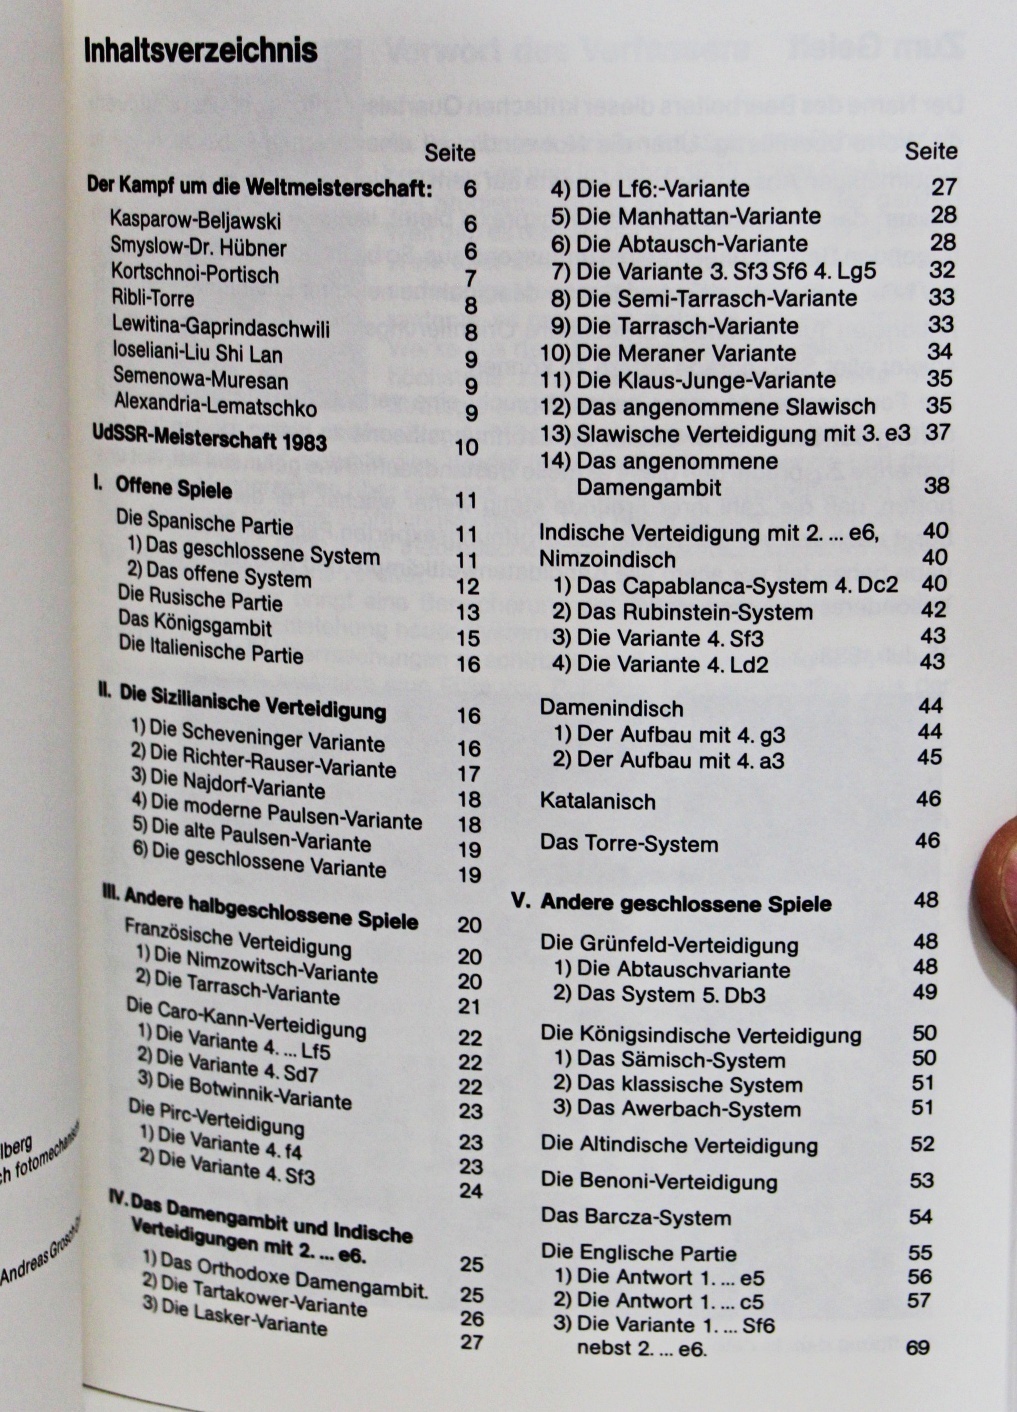 Inhaltsverzeichnis
Seite
Der Kampf um die Weltmeisterschaft: 6
Kasparow-Beljawski 6
Smyslow-Dr. Hübner 6
Kortschnoi-Portisch 7
Ribli-Torre 8
Lewitina-Gaprindaschwili 8
Ioseliani-Liu Shi Lan 9
Semenowa-Muresan 9
Alexandria-Lematschko 9
UdSSR-Meisterschaft 1983 10
I. Offene Spiele 11
Die Spanische Partie 11
1) Das geschlossene System 11
2) Das offene System 12
Die Rusische Partie 13
Das Königsgambit 15
Die Italienische Partie 16
II. Die Sizilianische Verteidigung 16
1) Die Scheveninger Variante 16
2) Die Richter-Rauser-Variante 17
3) Die Najdorf-Variante 18
4) Die moderne Paulsen-Variante 18
5) Die alte Paulsen-Variante 19
6) Die geschlossene Variante 19
III. Andere halbgeschlossene Spiele 20
Französische Verteidigung 20
1) Die Nimzowitsch-Variante 20
2) Die Tarrasch-Variante 21
Die Caro-Kann-Verteidigung 22
1) Die Variante 4. ... Lf5 22
2) Die Variante 4. Sd7 22
3) Die Botwinnik-Variante 23
Die Pirc-Verteidigung 23
1) Die Variante 4. f4 23
2) Die Variante 4. Sf3 24
IV. Das Damengambit und Indische
Verteidigungen mit 2. ... e6. 25
1) Das Orthodoxe Damengambit. 25
2) Die Tartakower-Variante 26
3) Die Lasker-Variante 27
Seite
4) Die Lf6:-Variante 27
5) Die Manhattan-Variante 28
6) Die Abtausch-Variante 28
7) Die Variante 3. Sf3 Sf6 4. Lg5 32
8) Die Semi-Tarrasch-Variante 33
9) Die Tarrasch-Variante 33
10) Die Meraner Variante 34
11) Die Klaus-Junge-Variante 35
12) Das angenommene Slawisch 35
13) Slawische Verteidigung mit 3. e3 37
14) Das angenommene
Damengambit 38
Indische Verteidigung mit 2. ... e6, 40
Nimzoindisch 40
1) Das Capablanca-System 4. Dc2 40
2) Das Rubinstein-System 42
3) Die Variante 4. Sf3 43
4) Die Variante 4. Ld2 43
Damenindisch 44
1) Der Aufbau mit 4. g3 44
2) Der Aufbau mit 4. a3 45
Katalanisch 46
Das Torre-System 46
V. Andere geschlossene Spiele 48
Die Grünfeld-Verteidigung 48
1) Die Abtauschvariante 48
2) Das System 5. Db3 49
Die Königsindische Verteidigung 50
1) Das Sämisch-System 50
2) Das klassische System 51
3) Das Awerbach-System 51
Die Altindische Verteidigung 52
Die Benoni-Verteidigung 53
Das Barcza-System 54
Die Englische Partie 55
1) Die Antwort 1. ... e5 56
2) Die Antwort 1. ... c5 57
3) Die Variante 1. ... Sf6
nebst 2. ... e6. 69
lberg
ch fotomechanisch
Andreas